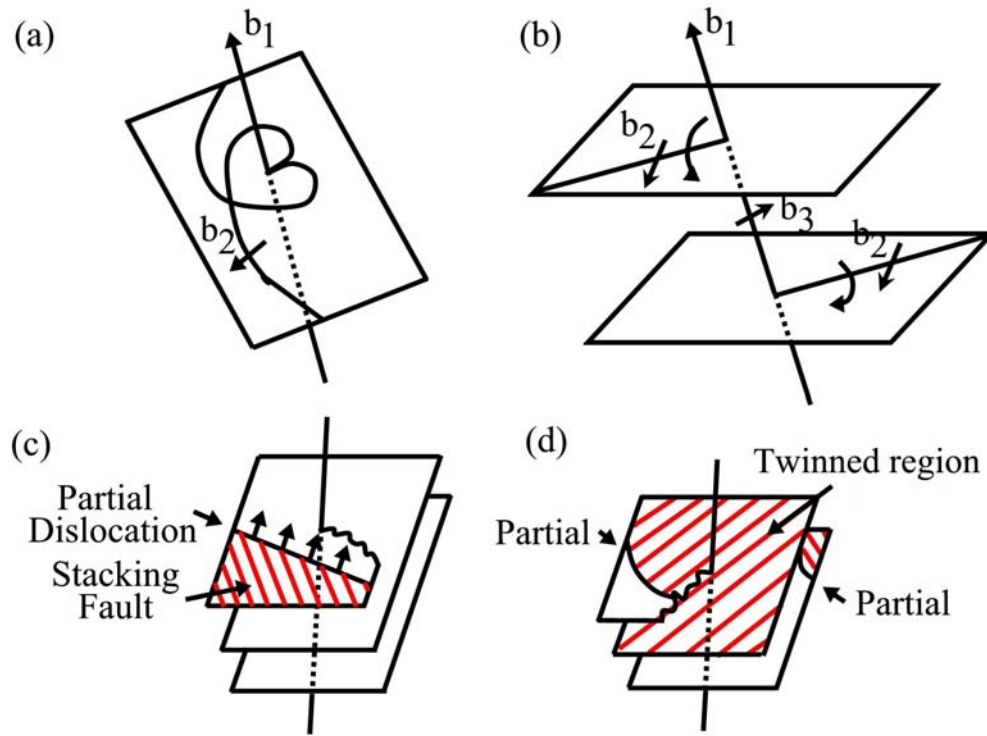 (a)
b1
b2
(b)
b1
b2
b3
b2
(c)
Partial
Dislocation
Stacking
Fault
(d)
Twinned region
Partial
Partial